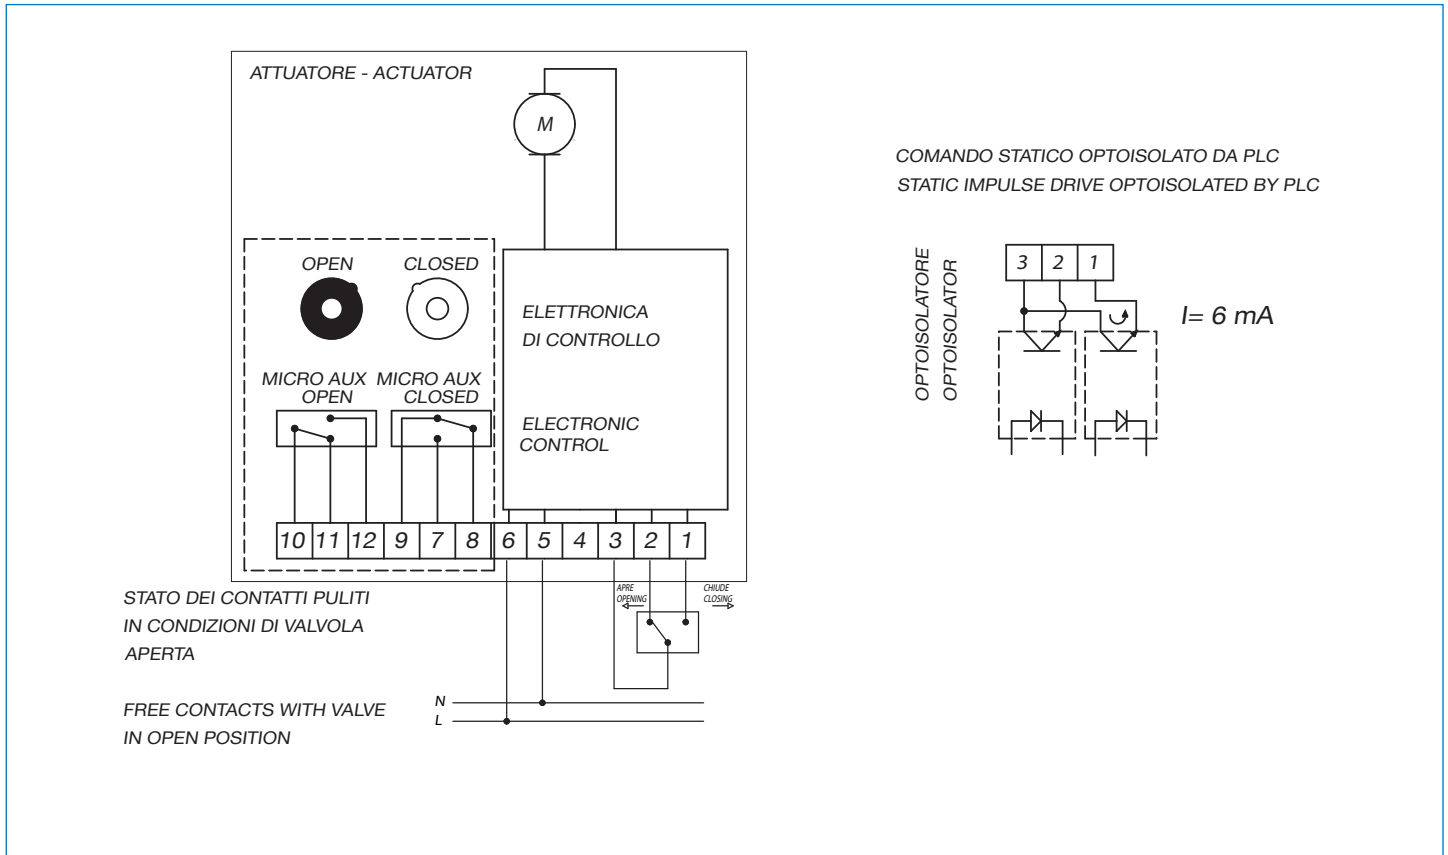 ATTUATORE - ACTUATOR
M
COMANDO STATICO OPTOISOLATO DA PLC
STATIC IMPULSE DRIVE OPTOISOLATED BY PLC
OPEN CLOSED
ELETTRONICA
DI CONTROLLO
MICRO AUX
OPEN
MICRO AUX
CLOSED
ELECTRONIC
CONTROL
10 11 12 9 7 8 6 5 4 3 2 1
APRE
OPENING
CHIUDE
CLOSING
STATO DEI CONTATTI PULITI
IN CONDIZIONI DI VALVOLA
APERTA
FREE CONTACTS WITH VALVE
IN OPEN POSITION
N
L
OPTOISOLATORE
OPTOISOLATOR
3 2 1
I= 6 mA